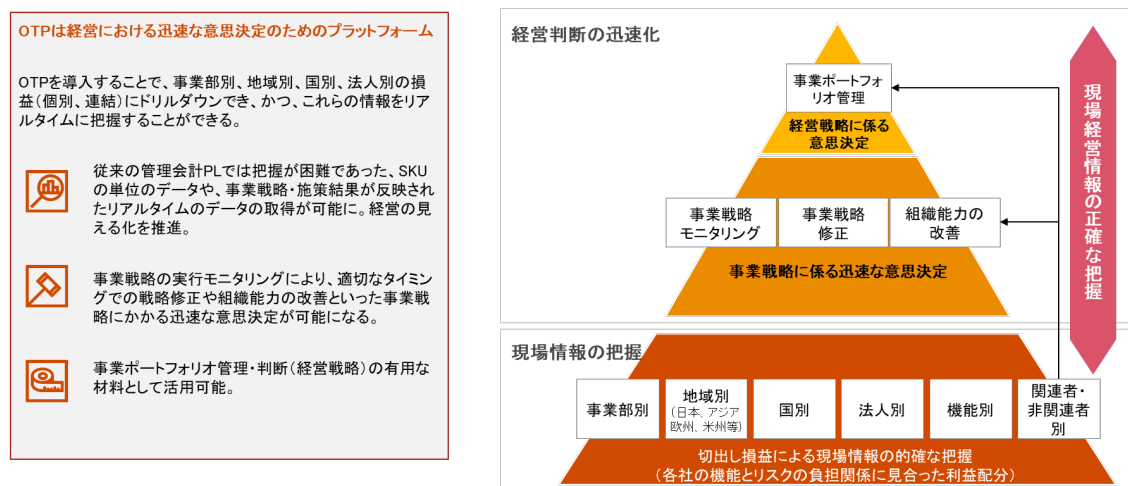 OTPは経営における迅速な意思決定のためのプラットフォーム
OTPを導入することで、事業部別、地域別、国別、法人別の損
益（個別、連結）にドリルダウンでき、かつ、これらの情報をリア
ルタイムに把握することができる。
従来の管理会計PLでは把握が困難であった、SKU
の単位のデータや、事業戦略・施策結果が反映され
たリアルタイムのデータの取得が可能に。経営の見
える化を推進。
事業戦略の実行モニタリングにより、適切なタイミン
グでの戦略修正や組織能力の改善といった事業戦
略にかかる迅速な意思決定が可能になる。
事業ポートフォリオ管理・判断（経営戦略）の有用な
材料として活用可能。
経営判断の迅速化
事業ポートフォ
リオ管理
経営戦略に係る
意思決定
事業戦略
モニタリング
事業戦略
修正
組織能力の
改善
事業戦略に係る迅速な意思決定
現場経営情報の正確な把握
現場情報の把握
事業部別
地域別
（日本、アジア
欧州、米州等）
国別
法人別
機能別
関連者・
非関連者
別
切出し損益による現場情報の的確な把握
（各社の機能とリスクの負担関係に見合った利益配分）